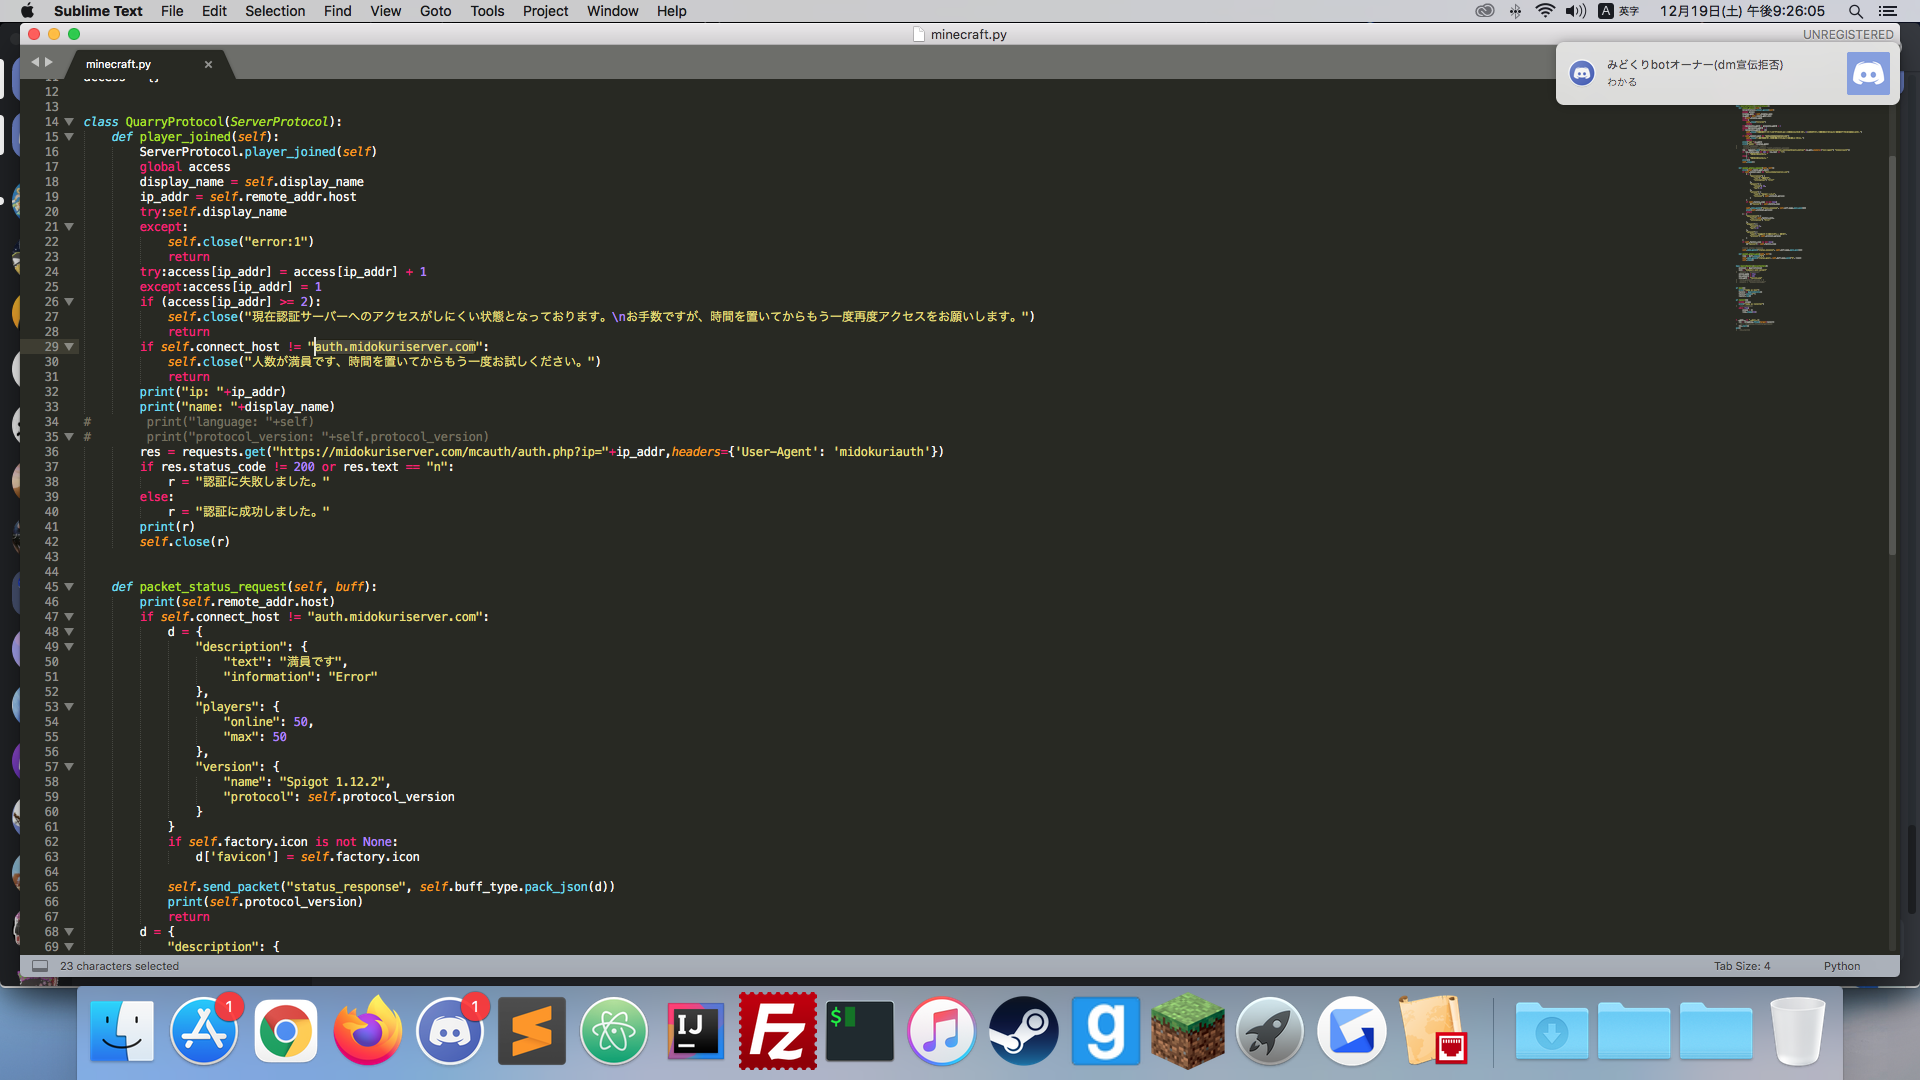 Sublime Text File Edit Selection Find View Goto Tools Project Window Help
A 英字 12月19日(土) 午後9:26:05
minecraft.py
UNREGISTERED
minecraft.py ×
みどくりbotオーナー(dm宣伝拒否)
わかる
12
13
14 class QuarryProtocol(ServerProtocol):
15 def player_joined(self):
16 ServerProtocol.player_joined(self)
17 global access
18 display_name = self.display_name
19 ip_addr = self.remote_addr.host
20 try:self.display_name
21 except:
22 self.close("error:1")
23 return
24 try:access[ip_addr] = access[ip_addr] + 1
25 except:access[ip_addr] = 1
26 if (access[ip_addr] >= 2):
27 self.close("現在認証サーバーへのアクセスがしにくい状態となっております。\nお手数ですが、時間を置いてからもう一度再度アクセスをお願いします。")
28 return
29 if self.connect_host != "auth.midokuriserver.com":
30 self.close("人数が満員です、時間を置いてからもう一度お試しください。")
31 return
32 print("ip: "+ip_addr)
33 print("name: "+display_name)
34 # print("language: "+self)
35 # print("protocol_version: "+self.protocol_version)
36 res = requests.get("https://midokuriserver.com/mcauth/auth.php?ip="+ip_addr,headers={'User-Agent': 'midokuriauth'})
37 if res.status_code != 200 or res.text == "n":
38 r = "認証に失敗しました。"
39 else:
40 r = "認証に成功しました。"
41 print(r)
42 self.close(r)
43
44
45 def packet_status_request(self, buff):
46 print(self.remote_addr.host)
47 if self.connect_host != "auth.midokuriserver.com":
48 d = {
49 "description": {
50 "text": "満員です",
51 "information": "Error"
52 },
53 "players": {
54 "online": 50,
55 "max": 50
56 },
57 "version": {
58 "name": "Spigot 1.12.2",
59 "protocol": self.protocol_version
60 }
61 }
62 if self.factory.icon is not None:
63 d['favicon'] = self.factory.icon
64
65 self.send_packet("status_response", self.buff_type.pack_json(d))
66 print(self.protocol_version)
67 return
68 d = {
69 "description": {
23 characters selected
Tab Size: 4 Python
1
1
IJ
Fz
$
g